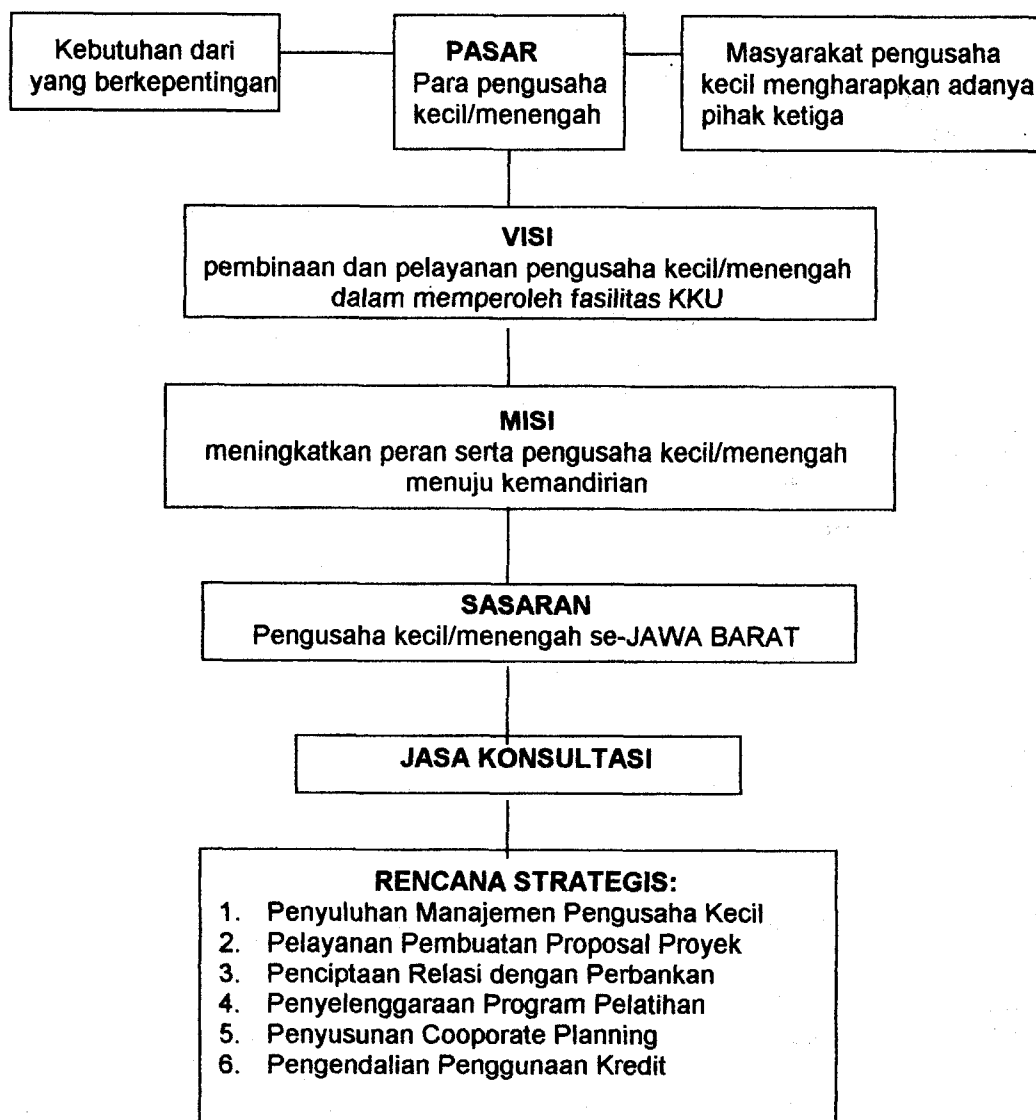 Kebutuhan dari
yang berkepentingan
PASAR
Para pengusaha
kecil/menengah
Masyarakat pengusaha
kecil mengharapkan adanya
pihak ketiga
VISI
pembinaan dan pelayanan pengusaha kecil/menengah
dalam memperoleh fasilitas KKU
MISI
meningkatkan peran serta pengusaha kecil/menengah
menuju kemandirian
SASARAN
Pengusaha kecil/menengah se-JAWA BARAT
JASA KONSULTASI
RENCANA STRATEGIS:
1. Penyuluhan Manajemen Pengusaha Kecil
2. Pelayanan Pembuatan Proposal Proyek
3. Penciptaan Relasi dengan Perbankan
4. Penyelenggaraan Program Pelatihan
5. Penyusunan Cooporate Planning
6. Pengendalian Penggunaan Kredit